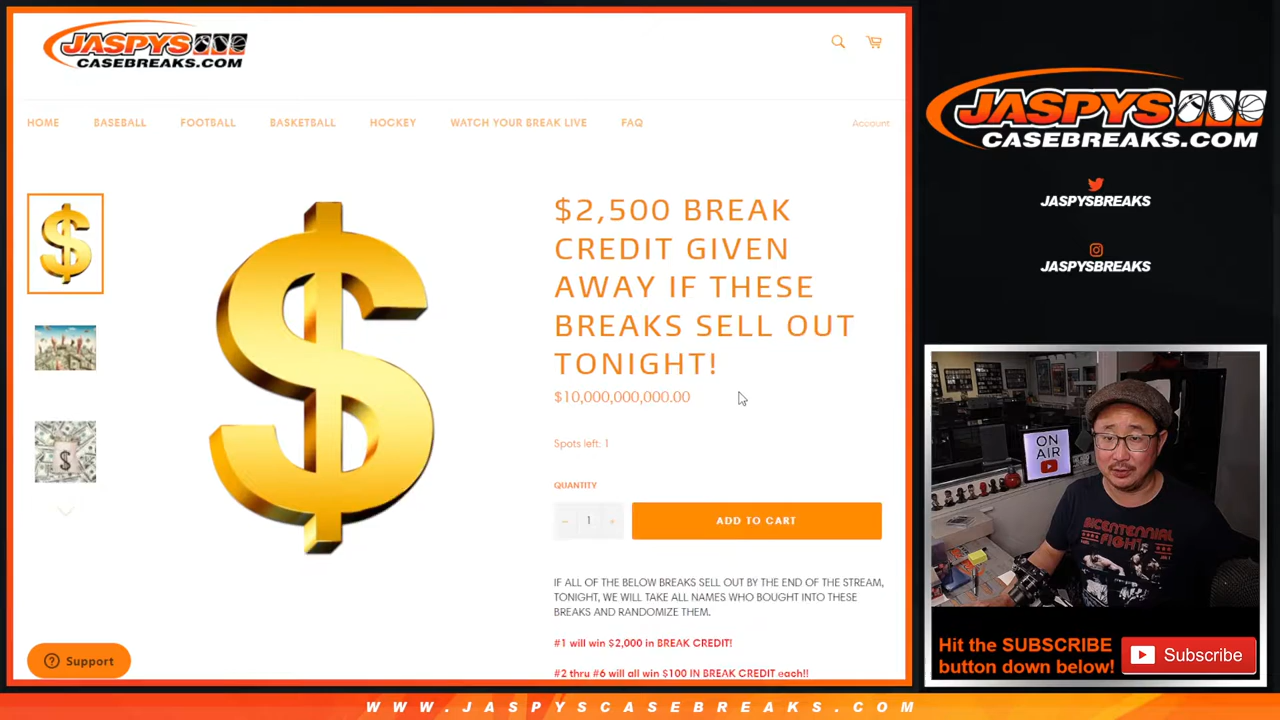 JASPYS
CASEBREAKS.COM
HOME
BASEBALL
FOOTBALL
BASKETBALL
HOCKEY
WATCH YOUR BREAK LIVE
FAQ
Account
$2,500 BREAK
CREDIT GIVEN
AWAY IF THESE
BREAKS SELL OUT
TONIGHT!
$10,000,000,000.00
Spots left: 1
QUANTITY
− 1 +
ADD TO CART
IF ALL OF THE BELOW BREAKS SELL OUT BY THE END OF THE STREAM,
TONIGHT, WE WILL TAKE ALL NAMES WHO BOUGHT INTO THESE
BREAKS AND RANDOMIZE THEM.
#1 will win $2,000 in BREAK CREDIT!
#2 thru #6 will all win $100 IN BREAK CREDIT each!!
Support
JASPYS
CASEBREAKS.COM
JASPYSBREAKS
JASPYSBREAKS
ON
AIR
BICENTENNIAL
FIGHT
Hit the SUBSCRIBE
button down below!
Subscribe
WWW.JASPYSCASEBREAKS.COM